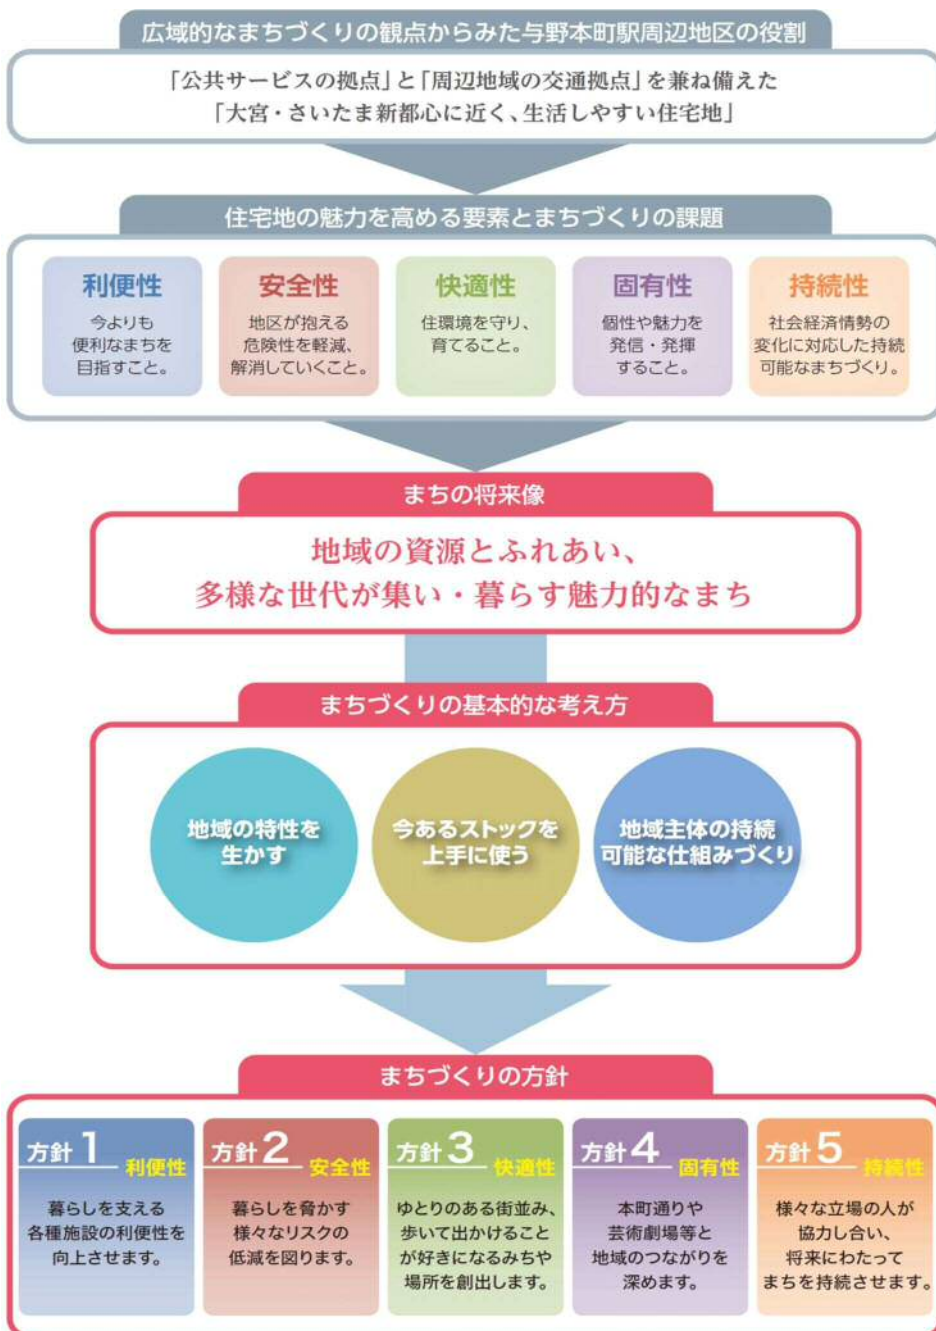 広域的なまちづくりの観点からみた与野本町駅周辺地区の役割
「公共サービスの拠点」と「周辺地域の交通拠点」を兼ね備えた
「大宮・さいたま新都心に近く、生活しやすい住宅地」
住宅地の魅力を高める要素とまちづくりの課題
利便性
今よりも
便利なまちを
目指すこと。
安全性
地区が抱える
危険性を軽減、
解消していくこと。
快適性
住環境を守り、
育てること。
固有性
個性や魅力を
発信・発揮
すること。
持続性
社会経済情勢の
変化に対応した持続
可能なまちづくり。
まちの将来像
地域の資源とふれあい、
多様な世代が集い・暮らす魅力的なまち
まちづくりの基本的な考え方
地域の特性を
生かす
今あるストックを
上手に使う
地域主体の持続
可能な仕組みづくり
まちづくりの方針
方針1
利便性
暮らしを支える
各種施設の利便性を
向上させます。
方針2
安全性
暮らしを脅かす
様々なリスクの
低減を図ります。
方針3
快適性
ゆとりのある街並み、
歩いて出かけること
が好きになるみちや
場所を創出します。
方針4
固有性
本町通りや
芸術劇場等と
地域のつながりを
深めます。
方針5
持続性
様々な立場の人が
協力し合い、
将来にわたって
まちを持続させます。